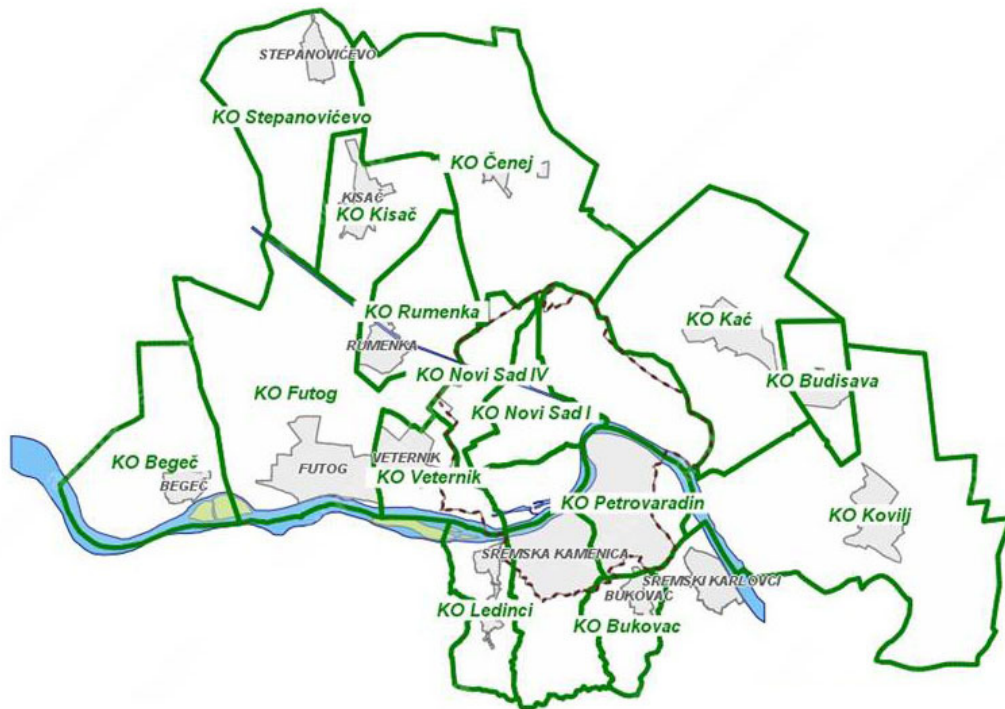 STEPANOVIĆEVO
KO Stepanovićevo
KO Čenej
KISAČ
KO Kisač
KO Rumenka
RUMENKA
KO Kać
KO Novi Sad IV
KO Budisava
KO Futog
KO Novi Sad I
VETERNIK
KO Begeč
FUTOG
KO Veternik
BEGEČ
KO Petrovaradin
KO Kovilj
SREMSKA KAMENICA
SREMSKI KARLOVCI
BUKOVAC
KO Ledinci
KO Bukovac